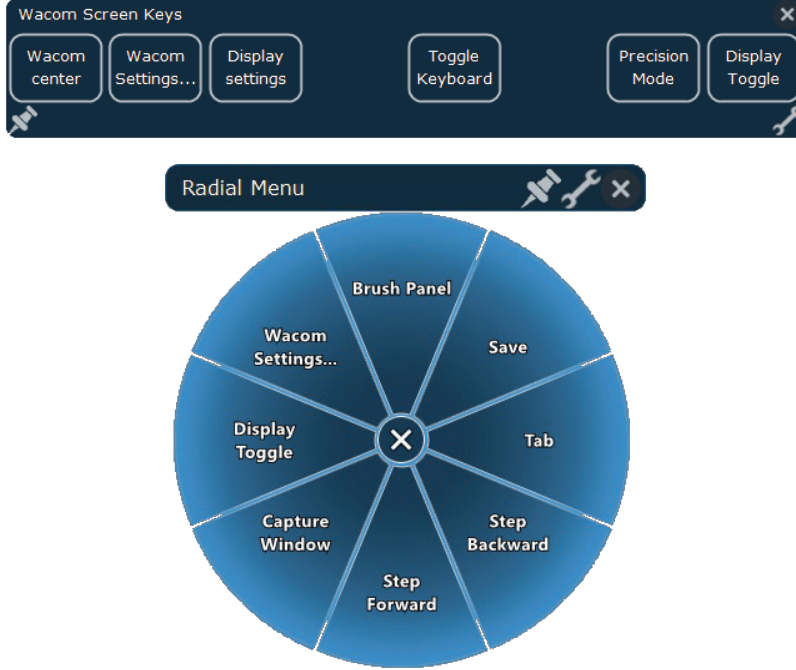 Wacom Screen Keys
Wacom
center
Wacom
Settings...
Display
settings
Toggle
Keyboard
Precision
Mode
Display
Toggle
Radial Menu
Brush Panel
Save
Tab
Step
Backward
Step
Forward
Capture
Window
Display
Toggle
Wacom
Settings...